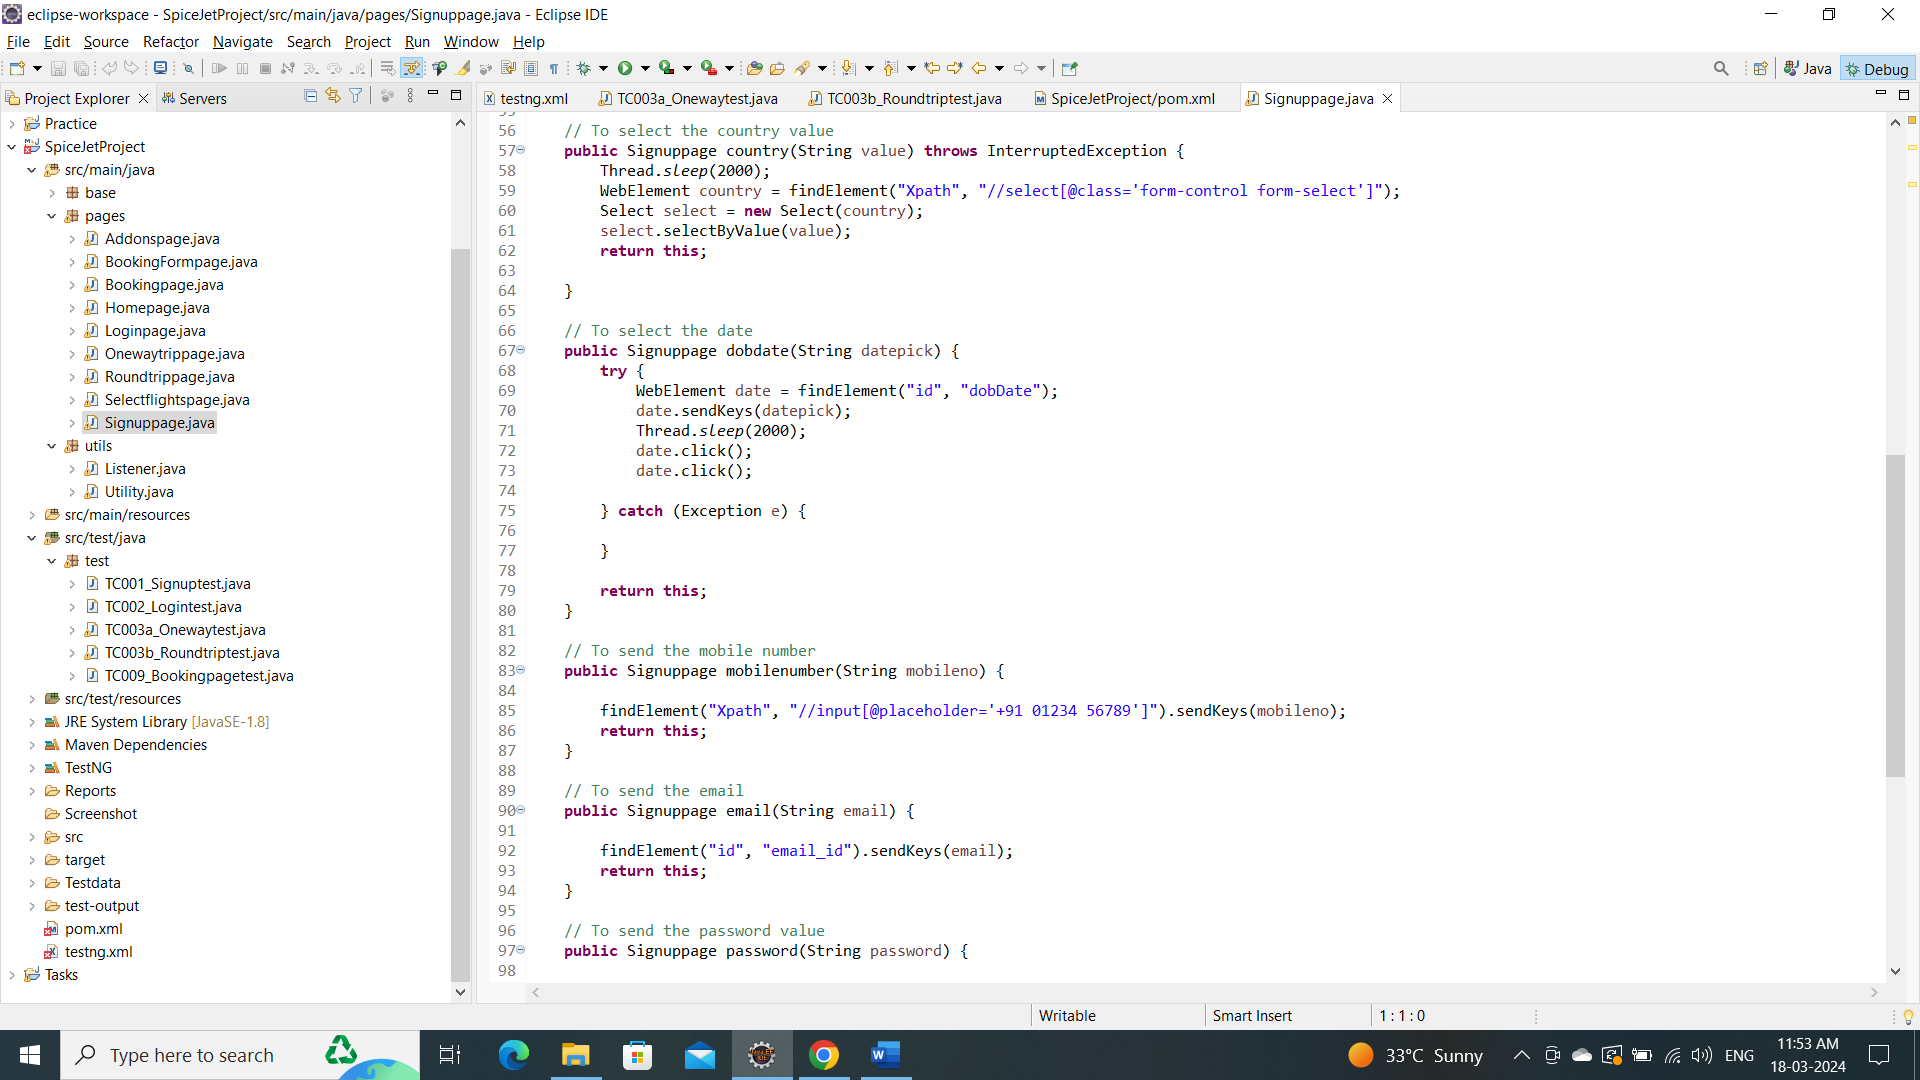 eclipse-workspace - SpiceJetProject/src/main/java/pages/Signuppage.java - Eclipse IDE
File Edit Source Refactor Navigate Search Project Run Window Help
Java Debug
Project Explorer Servers
testng.xml TC003a_Onewaytest.java TC003b_Roundtriptest.java SpiceJetProject/pom.xml Signuppage.java
Practice
SpiceJetProject
src/main/java
base
pages
Addonspage.java
BookingFormpage.java
Bookingpage.java
Homepage.java
Loginpage.java
Onewaytrippage.java
Roundtrippage.java
Selectflightspage.java
Signuppage.java
utils
Listener.java
Utility.java
src/main/resources
src/test/java
test
TC001_Signuptest.java
TC002_Logintest.java
TC003a_Onewaytest.java
TC003b_Roundtriptest.java
TC009_Bookingpagetest.java
src/test/resources
JRE System Library [JavaSE-1.8]
Maven Dependencies
TestNG
Reports
Screenshot
src
target
Testdata
test-output
pom.xml
testng.xml
Tasks
56 // To select the country value
57 public Signuppage country(String value) throws InterruptedException {
58 Thread.sleep(2000);
59 WebElement country = findElement("Xpath", "//select[@class='form-control form-select']");
60 Select select = new Select(country);
61 select.selectByValue(value);
62 return this;
63
64 }
65
66 // To select the date
67 public Signuppage dobdate(String datepick) {
68 try {
69 WebElement date = findElement("id", "dobDate");
70 date.sendKeys(datepick);
71 Thread.sleep(2000);
72 date.click();
73 date.click();
74
75 } catch (Exception e) {
76
77 }
78
79 return this;
80 }
81
82 // To send the mobile number
83 public Signuppage mobilenumber(String mobileno) {
84
85 findElement("Xpath", "//input[@placeholder='+91 01234 56789']").sendKeys(mobileno);
86 return this;
87 }
88
89 // To send the email
90 public Signuppage email(String email) {
91
92 findElement("id", "email_id").sendKeys(email);
93 return this;
94 }
95
96 // To send the password value
97 public Signuppage password(String password) {
98
Writable Smart Insert 1 : 1 : 0
Type here to search
33°C Sunny
ENG
11:53 AM
18-03-2024